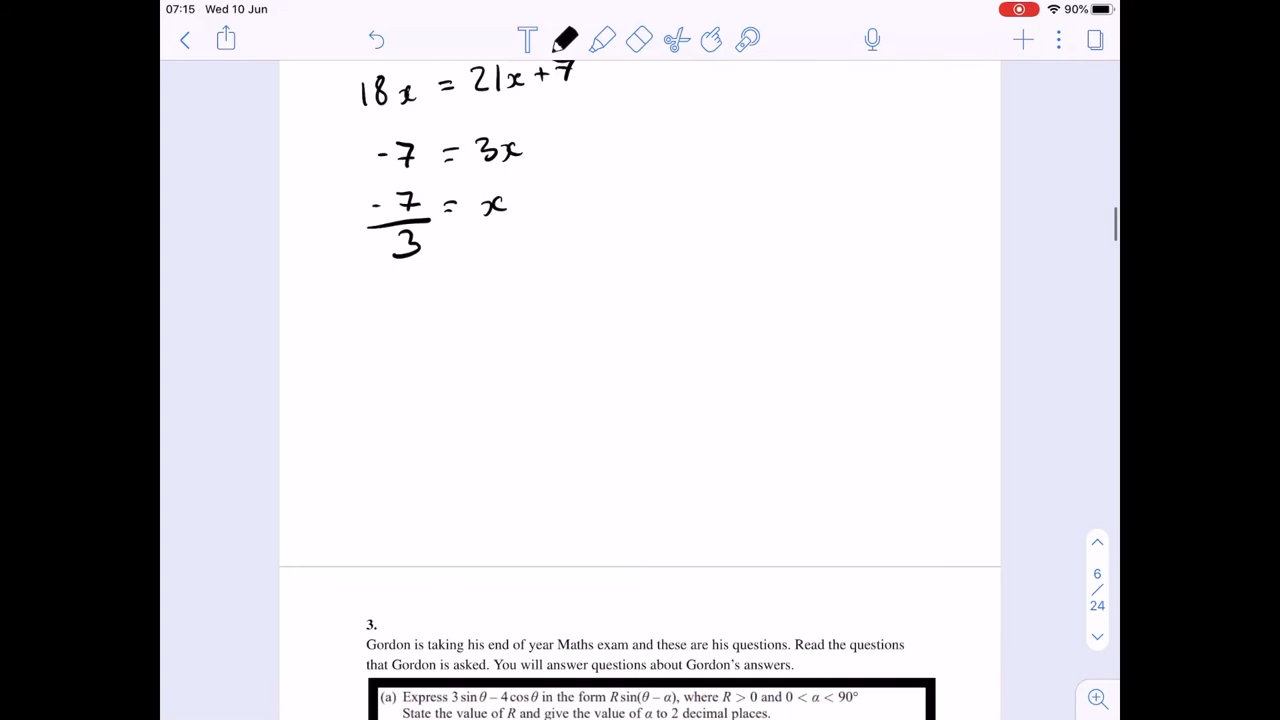 07:15 Wed 10 Jun
90%
T
18x = 21x + 7
-7 = 3x
-7/3 = x
6
/
24
3.
Gordon is taking his end of year Maths exam and these are his questions. Read the questions
that Gordon is asked. You will answer questions about Gordon's answers.
(a) Express 3 sin θ – 4 cos θ in the form R sin(θ – α), where R > 0 and 0 < α < 90°
State the value of R and give the value of α to 2 decimal places.